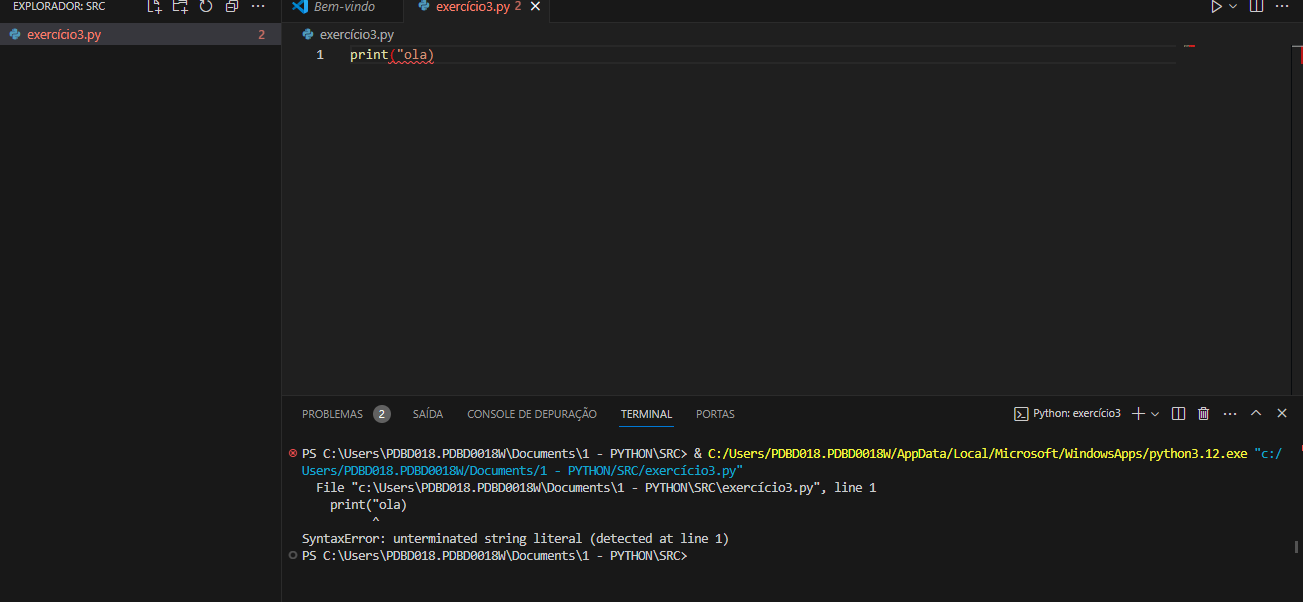 EXPLORADOR: SRC
Bem-vindo
exercício3.py 2
exercício3.py 2
exercício3.py
1 print("ola)
PROBLEMAS 2 SAÍDA CONSOLE DE DEPURAÇÃO TERMINAL PORTAS
Python: exercício3
PS C:\Users\PDBD018.PDBD0018W\Documents\1 - PYTHON\SRC> & C:/Users/PDBD018.PDBD0018W/AppData/Local/Microsoft/WindowsApps/python3.12.exe "c:/
Users/PDBD018.PDBD0018W/Documents/1 - PYTHON/SRC/exercício3.py"
File "c:\Users\PDBD018.PDBD0018W\Documents\1 - PYTHON\SRC\exercício3.py", line 1
print("ola)
^
SyntaxError: unterminated string literal (detected at line 1)
PS C:\Users\PDBD018.PDBD0018W\Documents\1 - PYTHON\SRC>